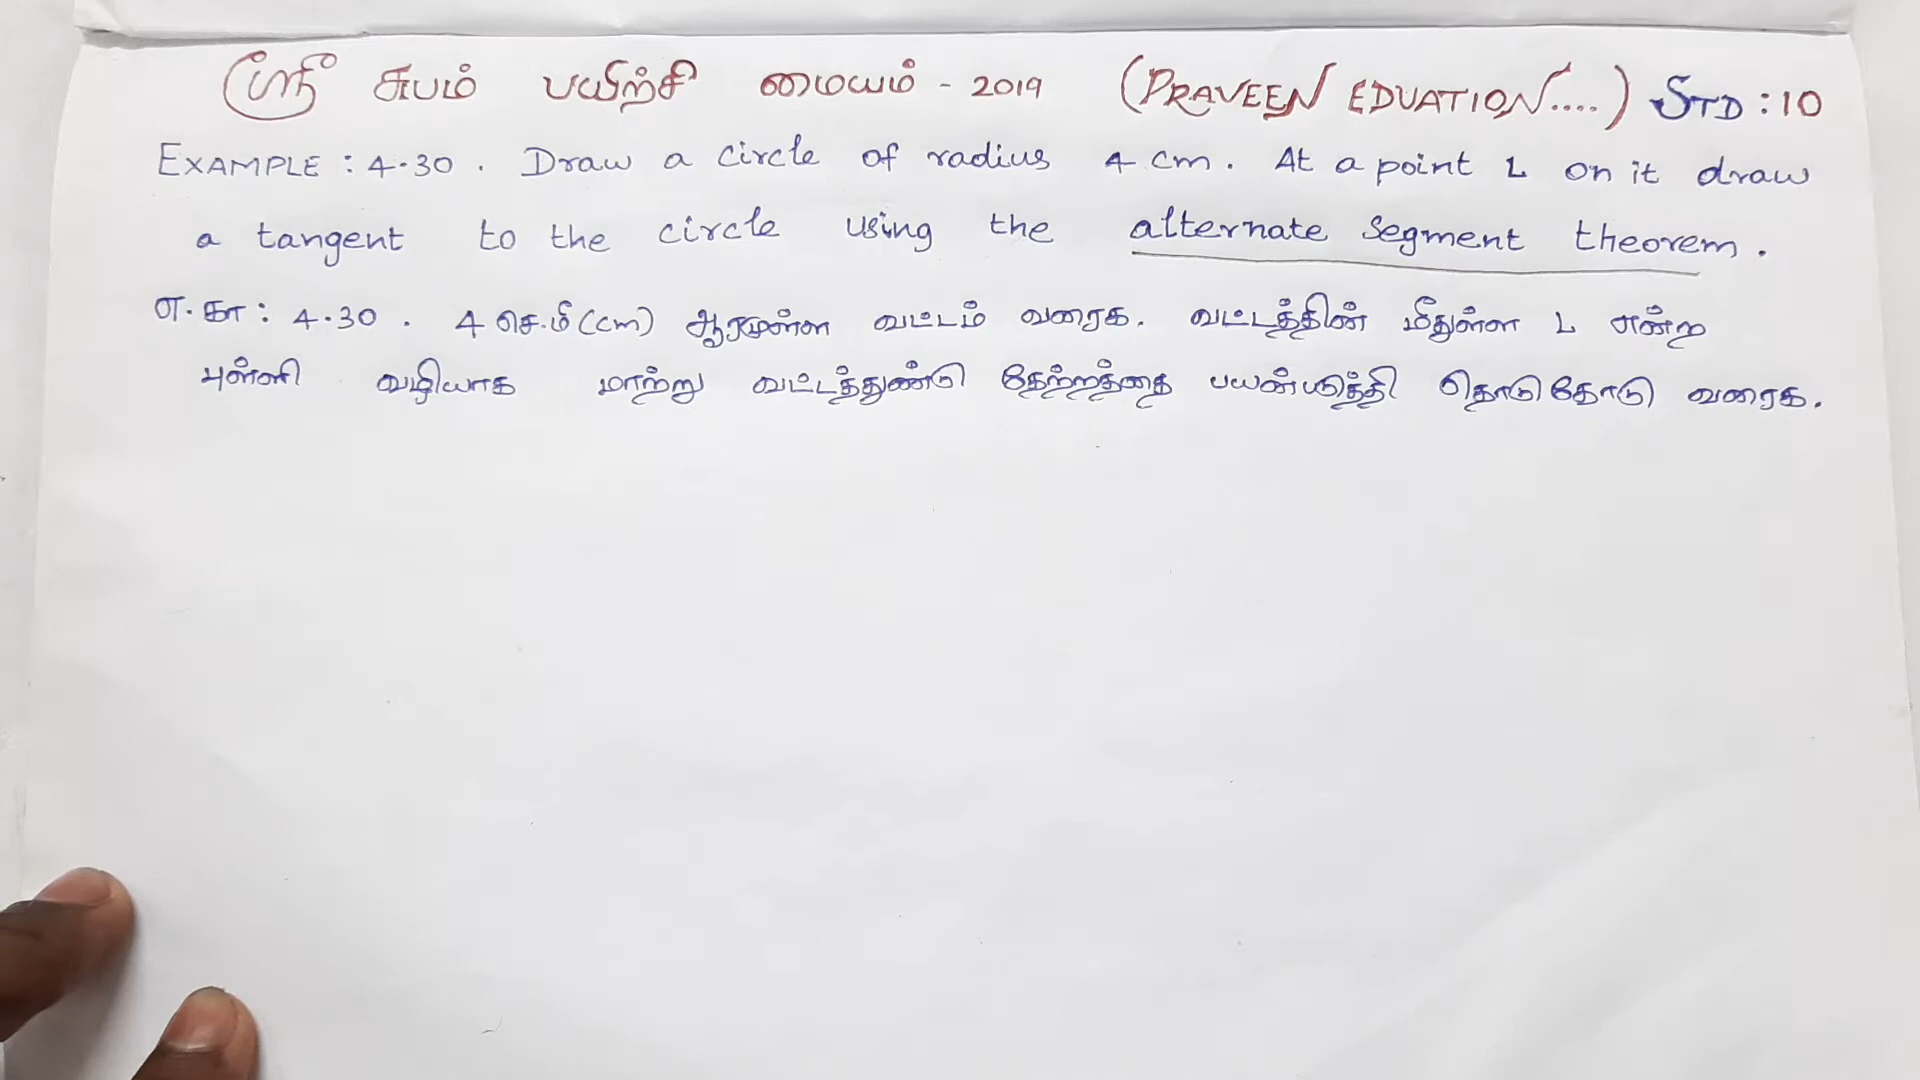 ஸ்ரீ சுபம் பயிற்சி மையம் - 2019 (PRAVEEN EDUATION....) STD : 10
EXAMPLE : 4.30 . Draw a circle of radius 4 cm . At a point L on it draw
a tangent to the circle using the alternate segment theorem .
எ.கா : 4.30 . 4 செ.மீ (cm) ஆரமுள்ள வட்டம் வரைக . வட்டத்தின் மீதுள்ள L என்ற
புள்ளி வழியாக மாற்று வட்டத்துண்டு தேற்றத்தை பயன்படுத்தி தொடுகோடு வரைக .